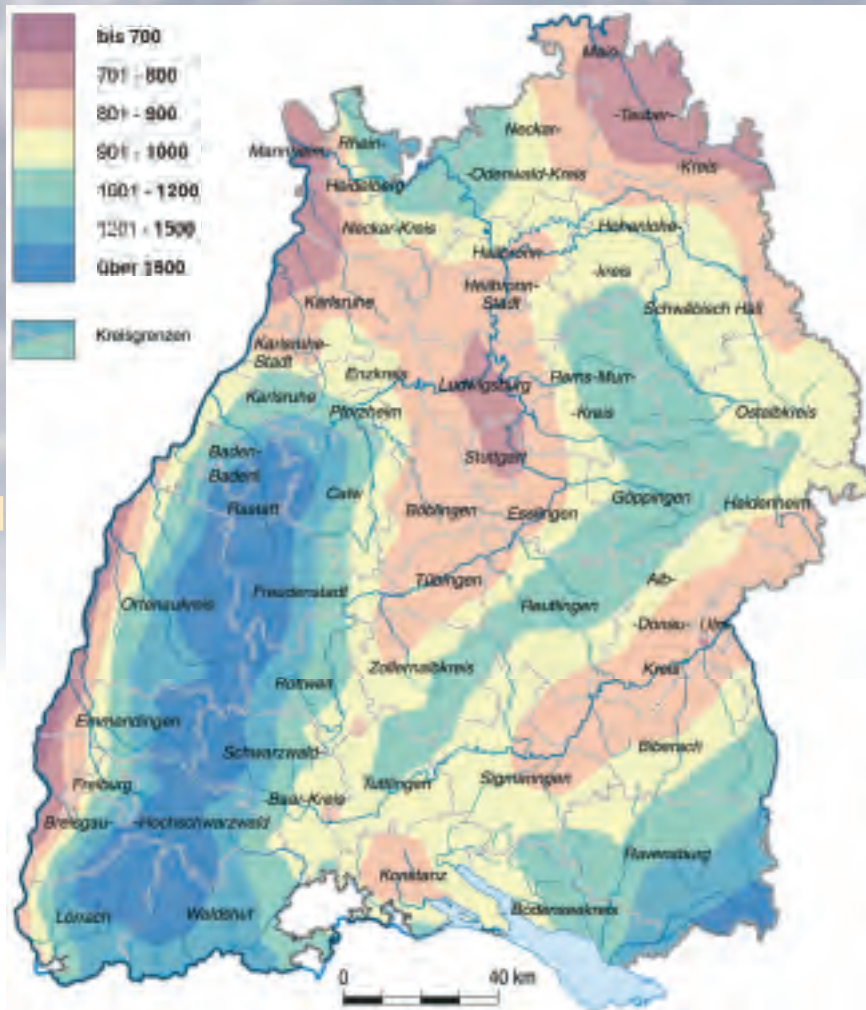 bis 700
701 - 800
801 - 900
901 - 1000
1001 - 1200
1201 - 1500
über 1500
Kreisgrenzen
Main-
-Tauber-
-Kreis
Neckar-
-Odenwald-Kreis
Rhein-
Mannheim
Heidelberg
Neckar-Kreis
Hohenlohe-
-kreis
Heilbronn
Heilbronn-
Stadt
Schwäbisch Hall
Karlsruhe
Karlsruhe-
Stadt
Enzkreis
Karlsruhe
Pforzheim
Ludwigsburg
Rems-Murr-
-Kreis
Ostalbkreis
Baden-
Baden
Rastatt
Calw
Stuttgart
Böblingen
Esslingen
Göppingen
Heidenheim
Ortenaukreis
Freudenstadt
Tübingen
Reutlingen
Alb-
-Donau-
Ulm
Kreis
Zollernalbkreis
Rottweil
Emmendingen
Schwarzwald-
-Baar-Kreis
Tuttlingen
Sigmaringen
Biberach
Freiburg
Breisgau-
-Hochschwarzwald
Konstanz
Ravensburg
Bodenseekreis
Lörrach
Waldshut
0 40 km